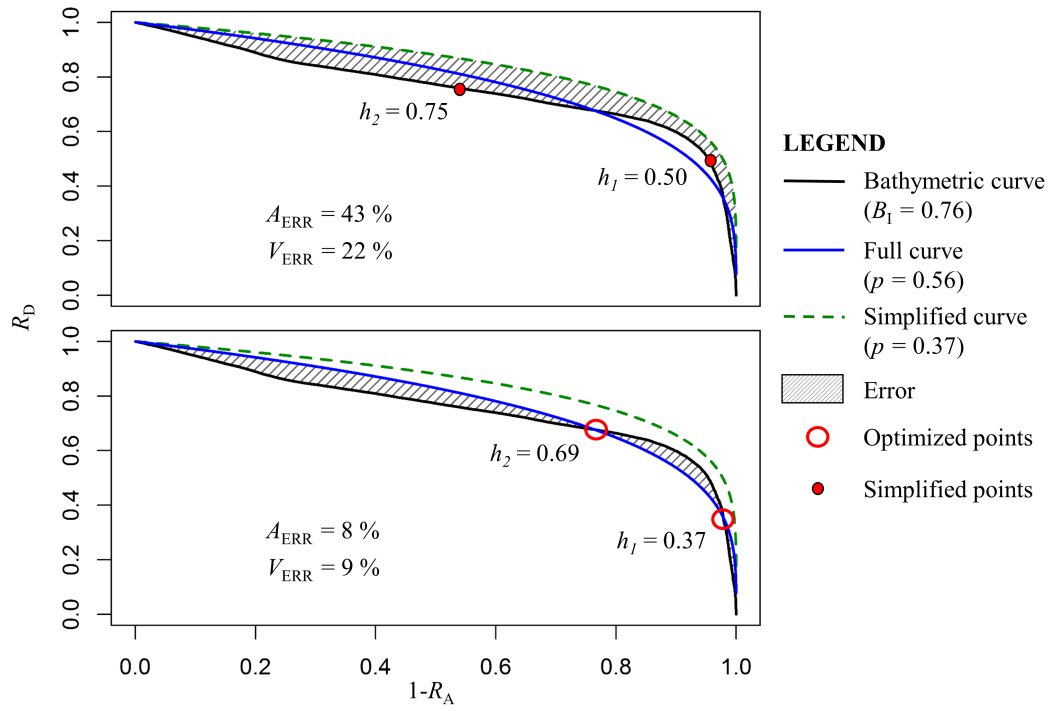 1.0
0.8
0.6
0.4
0.2
0.0
h2 = 0.75
h1 = 0.50
AERR = 43 %
VERR = 22 %
RD
1.0
0.8
0.6
0.4
0.2
0.0
h2 = 0.69
h1 = 0.37
AERR = 8 %
VERR = 9 %
0.0 0.2 0.4 0.6 0.8 1.0
1-RA
LEGEND
Bathymetric curve
(BI = 0.76)
Full curve
(p = 0.56)
Simplified curve
(p = 0.37)
Error
Optimized points
Simplified points